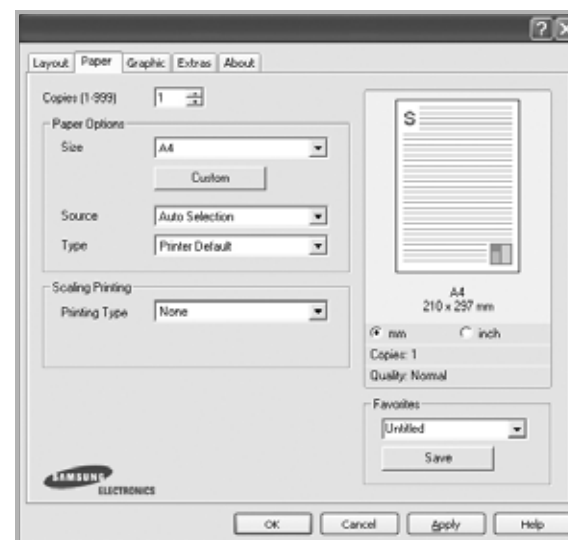 Layout Paper Graphic Extras About
Copies (1-999) 1
Paper Options
Size A4
Custom
Source Auto Selection
Type Printer Default
Scaling Printing
Printing Type None
S
A4
210 x 297 mm
mm inch
Copies: 1
Quality: Normal
Favorites
Untitled
Save
SAMSUNG
ELECTRONICS
OK Cancel Apply Help